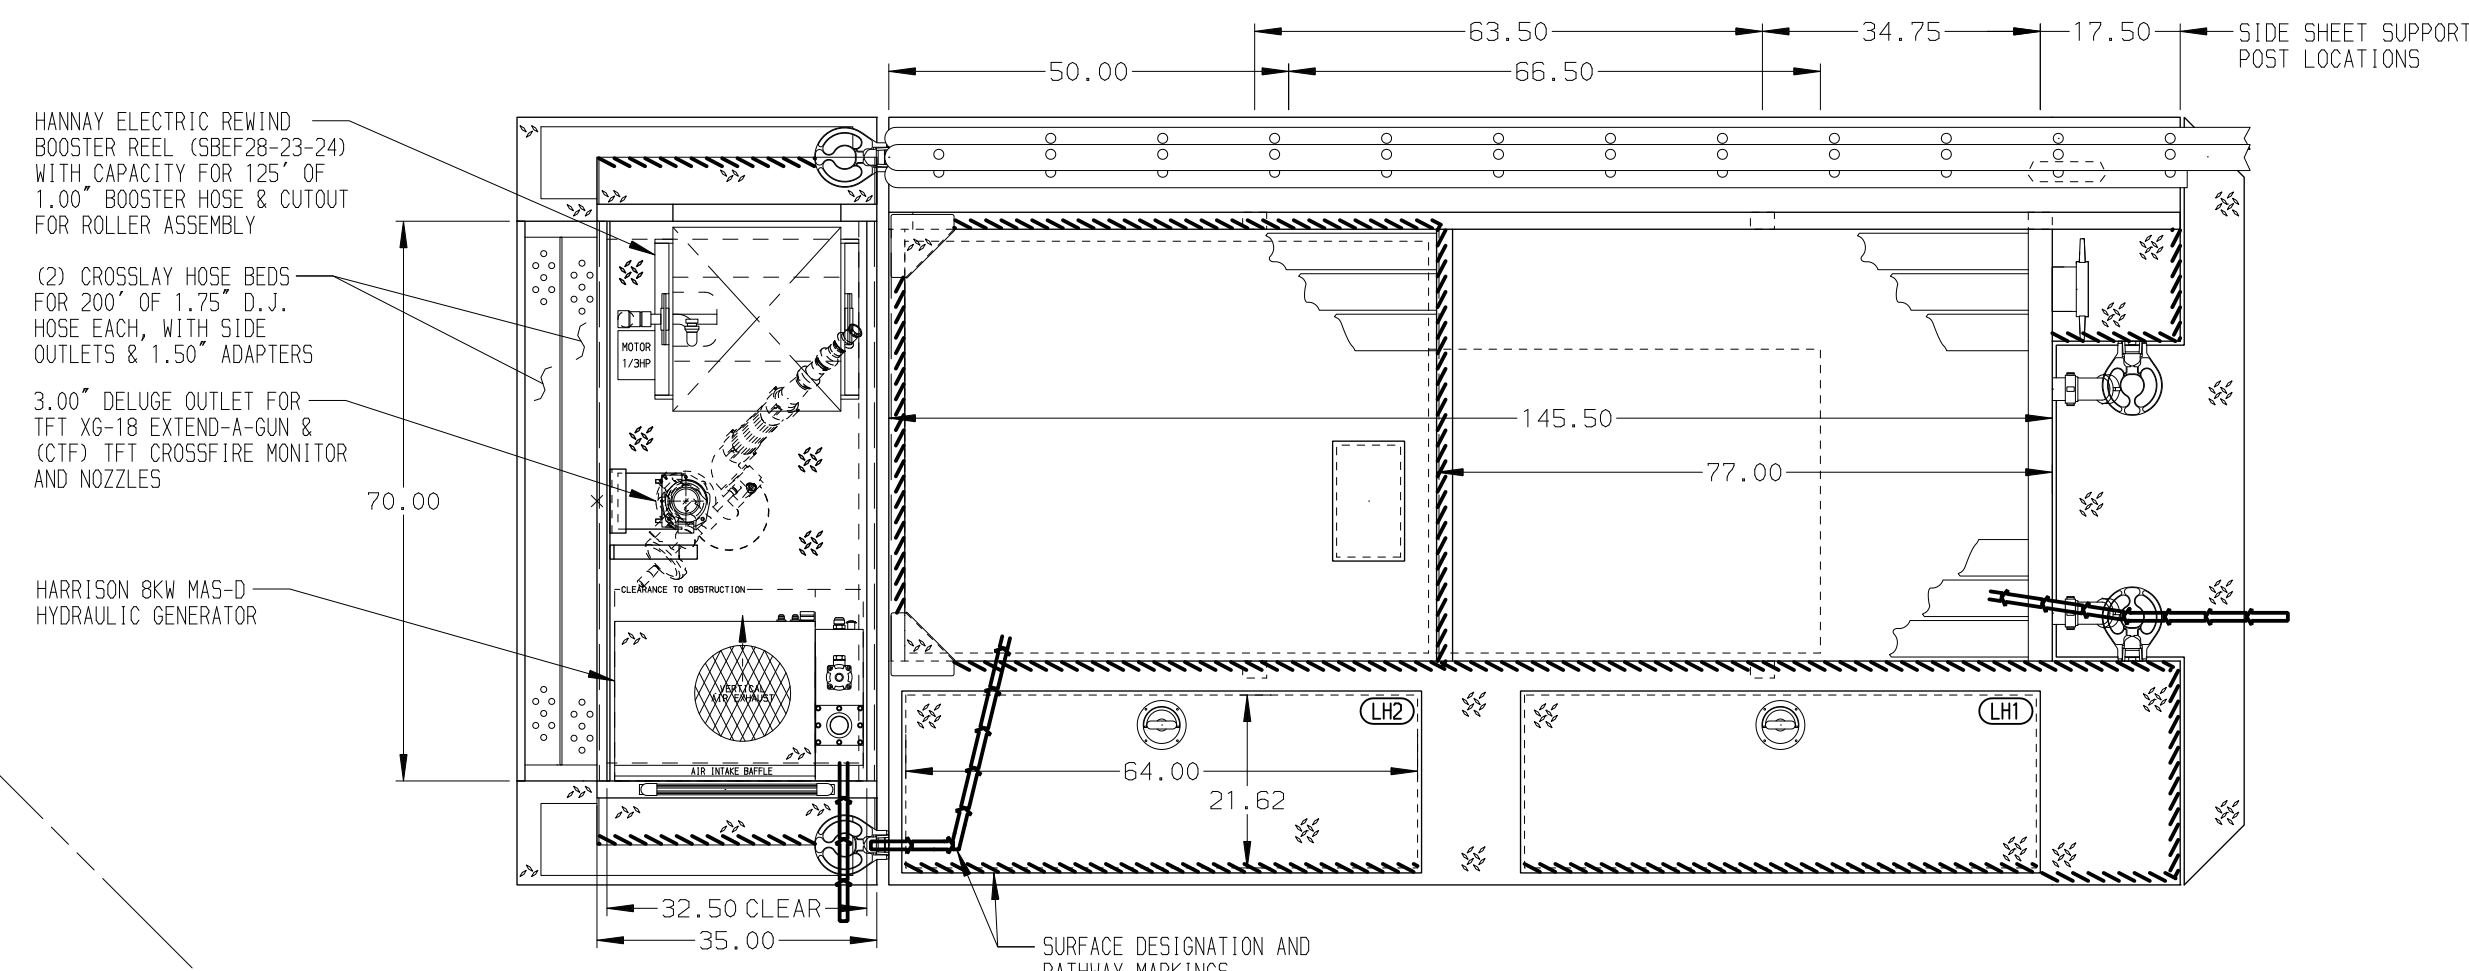 63.50
34.75
17.50
SIDE SHEET SUPPORT
POST LOCATIONS
50.00
66.50
HANNAY ELECTRIC REWIND
BOOSTER REEL (SBEF28-23-24)
WITH CAPACITY FOR 125' OF
1.00" BOOSTER HOSE & CUTOUT
FOR ROLLER ASSEMBLY
(2) CROSSLAY HOSE BEDS
FOR 200' OF 1.75" D.J.
HOSE EACH, WITH SIDE
OUTLETS & 1.50" ADAPTERS
MOTOR
1/3HP
3.00" DELUGE OUTLET FOR
TFT XG-18 EXTEND-A-GUN &
(CTF) TFT CROSSFIRE MONITOR
AND NOZZLES
70.00
145.50
77.00
HARRISON 8KW MAS-D
HYDRAULIC GENERATOR
CLEARANCE TO OBSTRUCTION
VERTICAL
AIR EXHAUST
AIR INTAKE BAFFLE
LH2
LH1
64.00
21.62
32.50 CLEAR
35.00
SURFACE DESIGNATION AND
PATHWAY MARKINGS